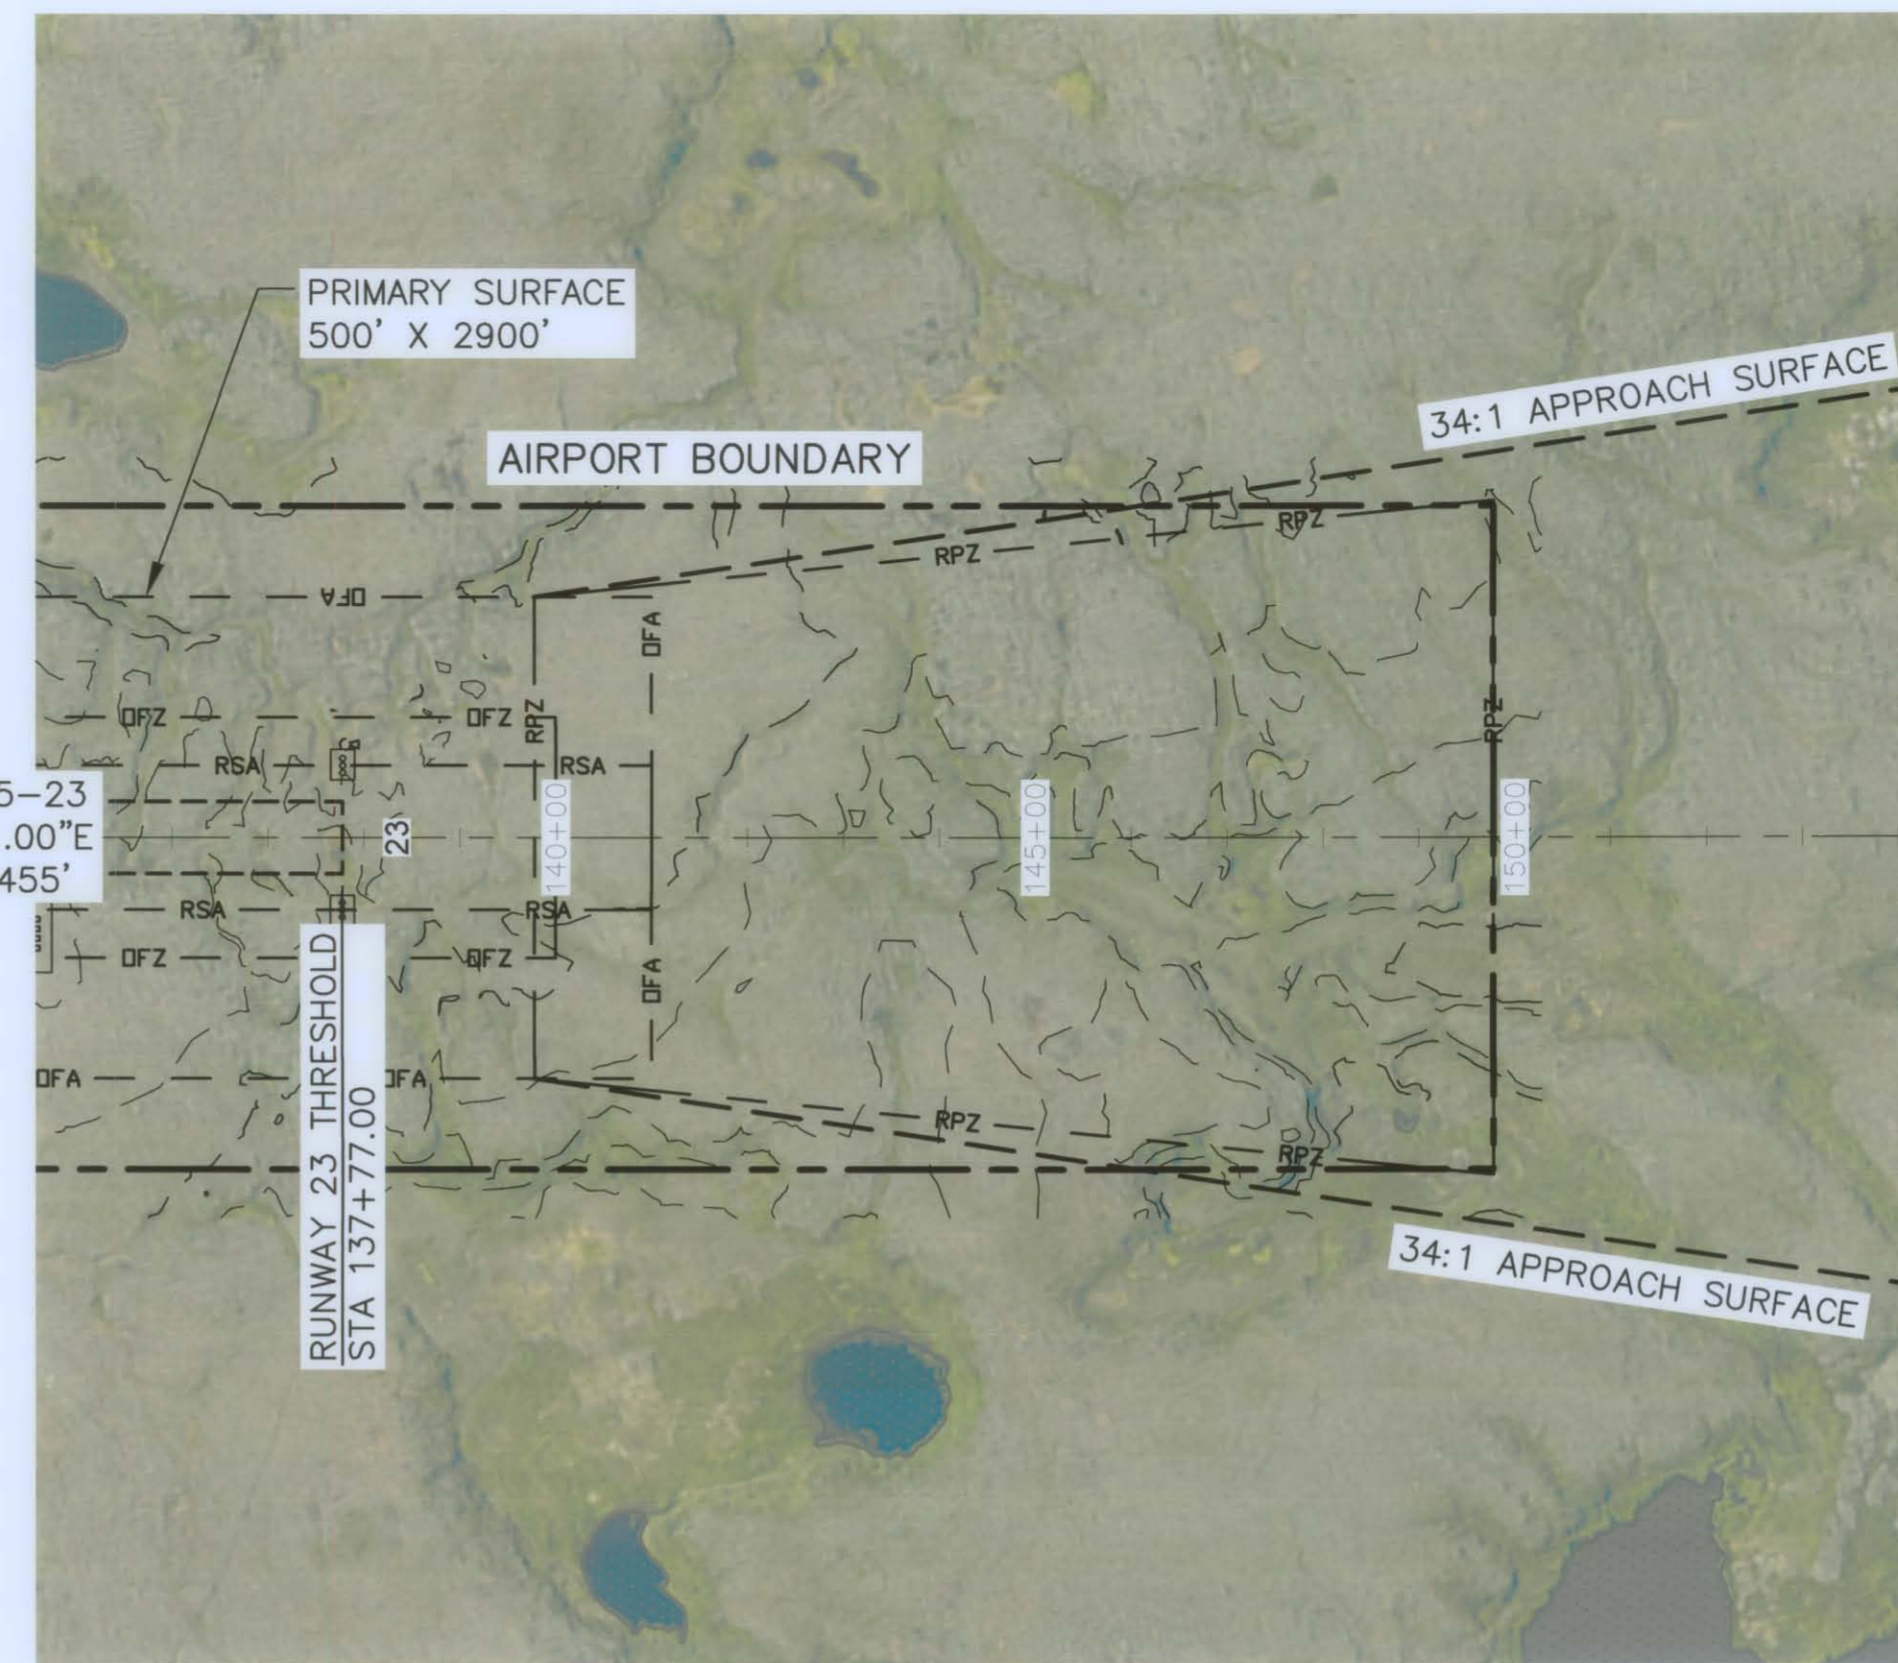 PRIMARY SURFACE
500' X 2900'
34:1 APPROACH SURFACE
AIRPORT BOUNDARY
RPZ
RPZ
OFA
OFA
OFZ
OFZ
RPZ
RPZ
RSA
RSA
5-23
.00"E
455'
23
140+00
145+00
150+00
RSA
RSA
OFZ
OFZ
OFA
OFA
OFA
RPZ
RPZ
RUNWAY 23 THRESHOLD
STA 137+77.00
34:1 APPROACH SURFACE